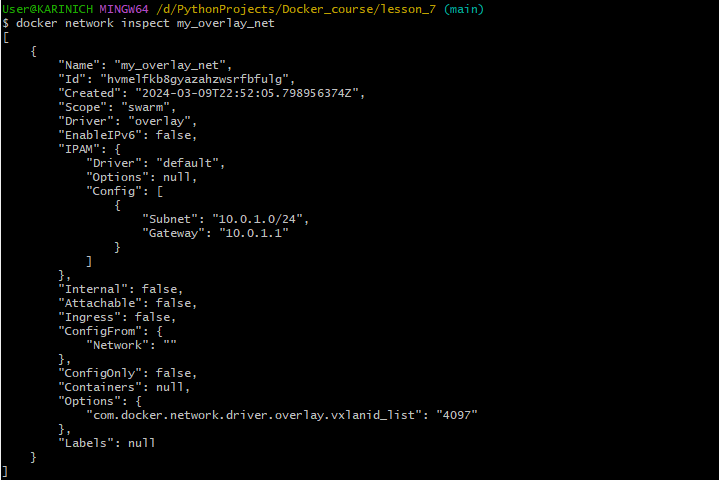 User@KARINICH MINGW64 /d/PythonProjects/Docker_course/lesson_7 (main)
$ docker network inspect my_overlay_net
[
    {
        "Name": "my_overlay_net",
        "Id": "hvmelfkb8gyazahzwsrfbfulg",
        "Created": "2024-03-09T22:52:05.798956374Z",
        "Scope": "swarm",
        "Driver": "overlay",
        "EnableIPv6": false,
        "IPAM": {
            "Driver": "default",
            "Options": null,
            "Config": [
                {
                    "Subnet": "10.0.1.0/24",
                    "Gateway": "10.0.1.1"
                }
            ]
        },
        "Internal": false,
        "Attachable": false,
        "Ingress": false,
        "ConfigFrom": {
            "Network": ""
        },
        "ConfigOnly": false,
        "Containers": null,
        "Options": {
            "com.docker.network.driver.overlay.vxlanid_list": "4097"
        },
        "Labels": null
    }
]